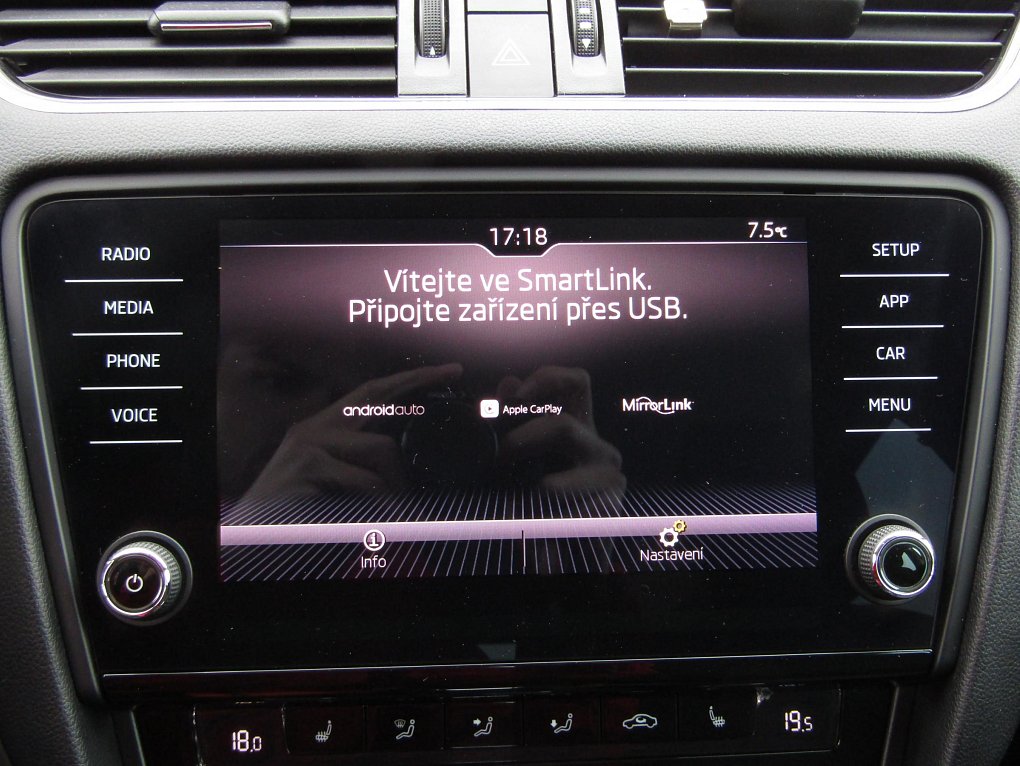 17:18
7.5°C
RADIO
MEDIA
PHONE
VOICE
Vítejte ve SmartLink.
Připojte zařízení přes USB.
androidauto
Apple CarPlay
MirrorLink
Info
Nastavení
SETUP
APP
CAR
MENU
18.0
19.5